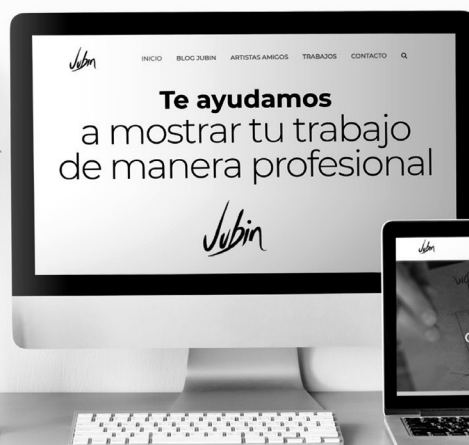 Jubin
INICIO BLOG JUBIN ARTISTAS AMIGOS TRABAJOS CONTACTO
Te ayudamos
a mostrar tu trabajo
de manera profesional
Jubin
Jubin